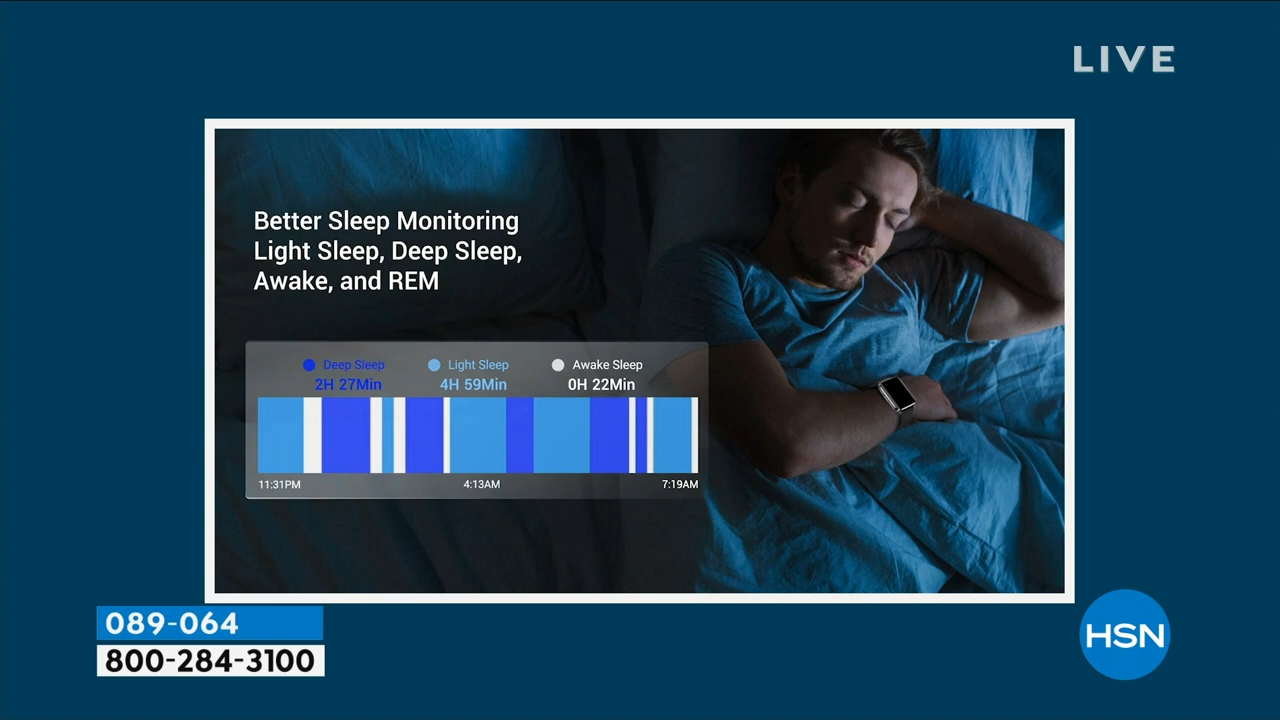 LIVE
Better Sleep Monitoring
Light Sleep, Deep Sleep,
Awake, and REM
Deep Sleep Light Sleep Awake Sleep
2H 27Min 4H 59Min 0H 22Min
11:31PM 4:13AM 7:19AM
089-064
800-284-3100
HSN